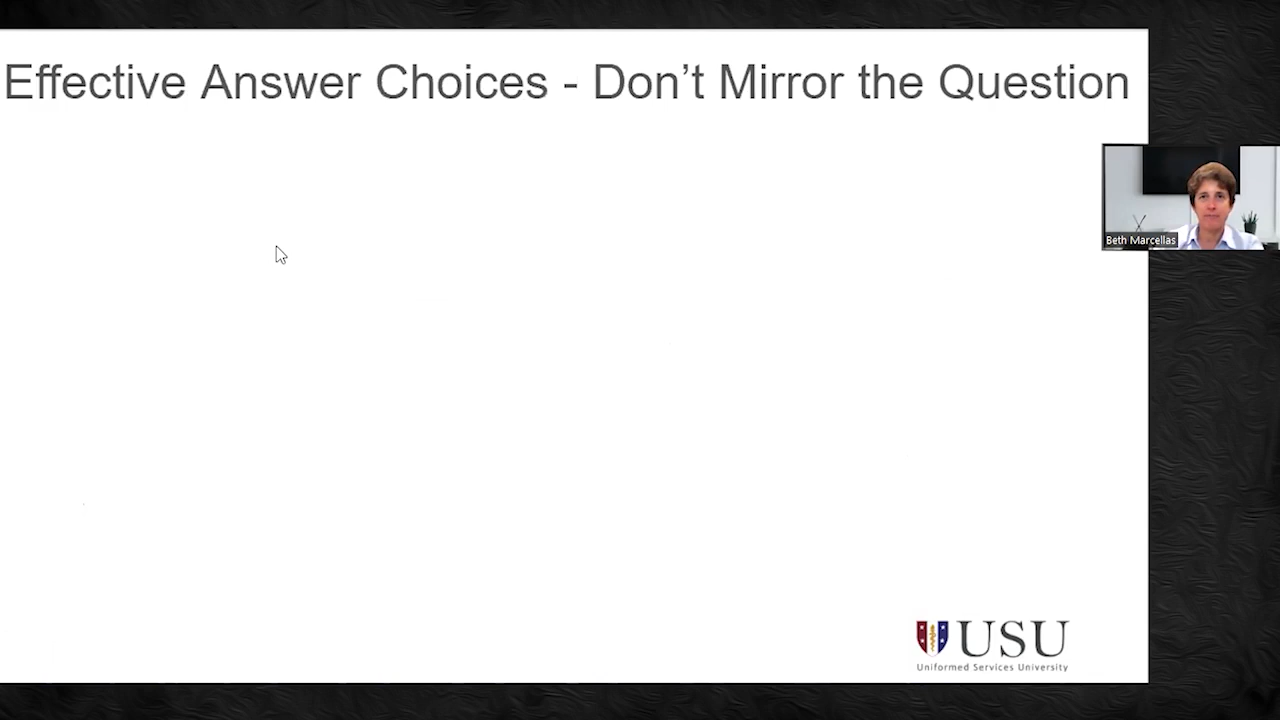 Effective Answer Choices - Don’t Mirror the Question
Beth Marcellas
USU
Uniformed Services University